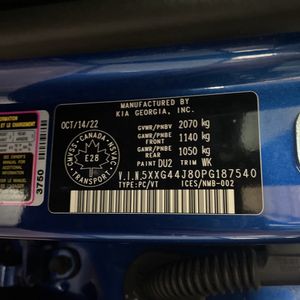 MANUFACTURED BY
KIA GEORGIA, INC.
OCT/14/22
GVWR/PNBV 2070 kg
GAWR/PNBE 1140 kg
FRONT
GAWR/PNBE 1050 kg
REAR
PAINT DU2 TRIM WK
CANADA
NSVAC
TRANSPORT
E28
V.I.N. 5XXG44J80PG187540
TYPE:PC/VT ICES/NMB-002
3750